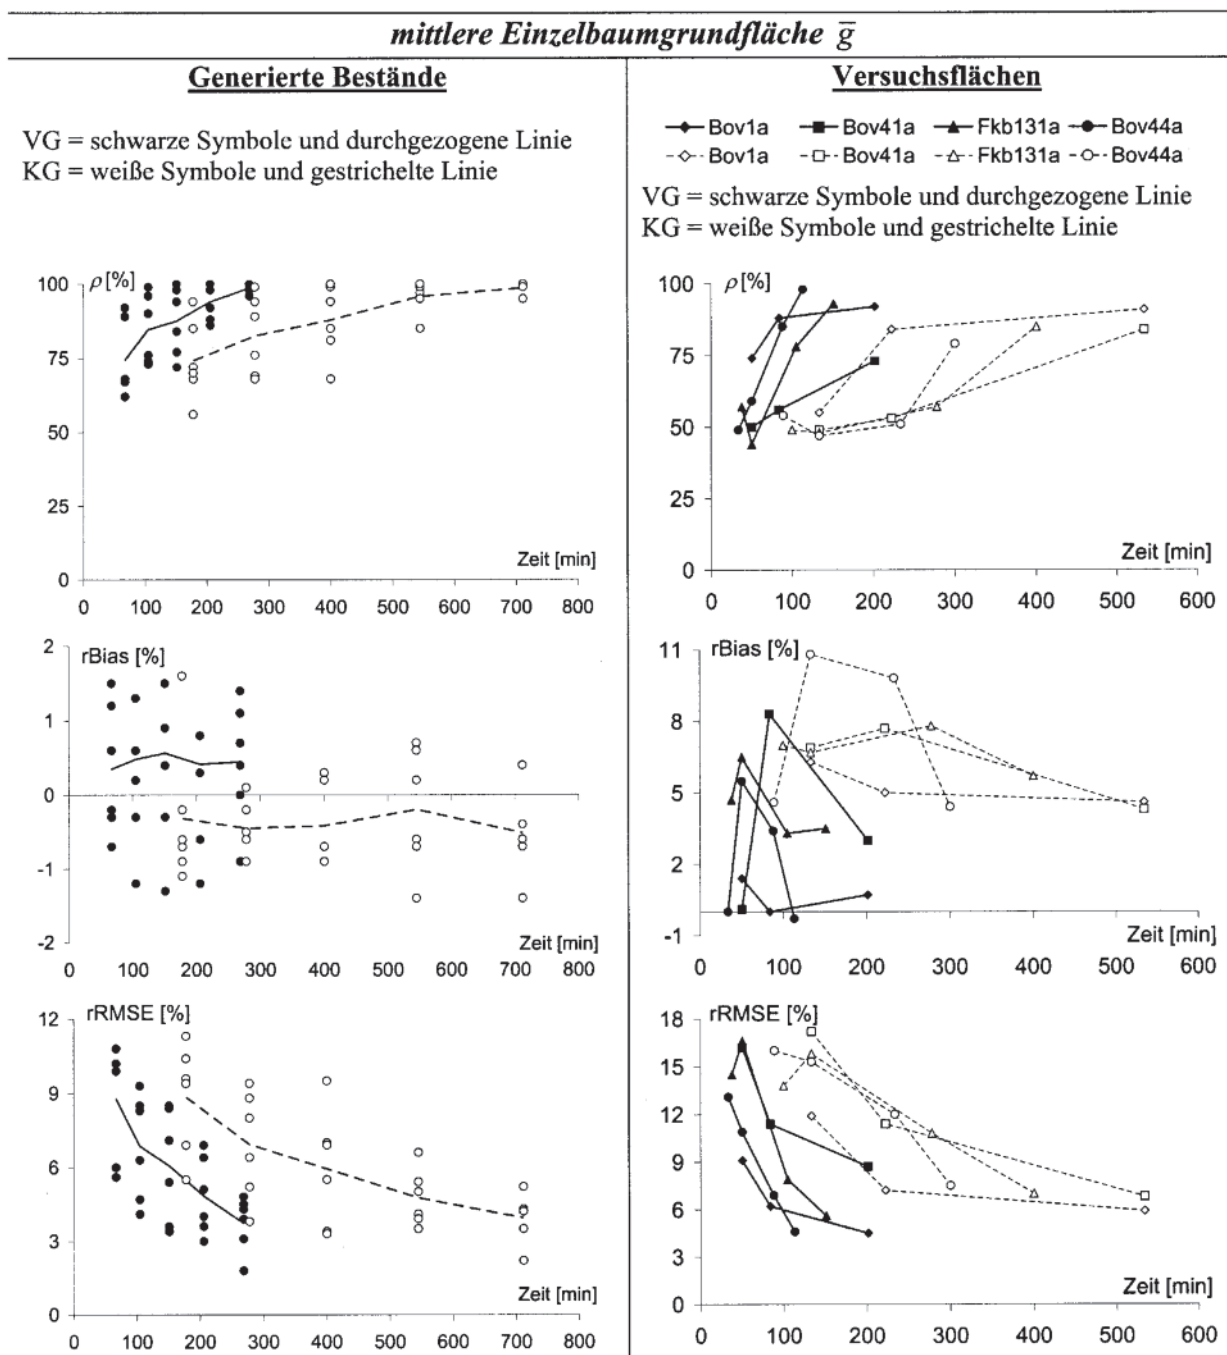 mittlere Einzelbaumgrundfläche g̅
Generierte Bestände
VG = schwarze Symbole und durchgezogene Linie
KG = weiße Symbole und gestrichelte Linie
ρ [%]
100
75
50
25
0
Zeit [min]
0 100 200 300 400 500 600 700 800
rBias [%]
2
1
0
-1
-2
Zeit [min]
0 100 200 300 400 500 600 700 800
rRMSE [%]
12
9
6
3
0
Zeit [min]
0 100 200 300 400 500 600 700 800
Versuchsflächen
Bov1a Bov41a Fkb131a Bov44a
Bov1a Bov41a Fkb131a Bov44a
VG = schwarze Symbole und durchgezogene Linie
KG = weiße Symbole und gestrichelte Linie
ρ [%]
100
75
50
25
0
Zeit [min]
0 100 200 300 400 500 600
rBias [%]
11
8
5
2
-1
Zeit [min]
0 100 200 300 400 500 600
rRMSE [%]
18
15
12
9
6
3
0
Zeit [min]
0 100 200 300 400 500 600